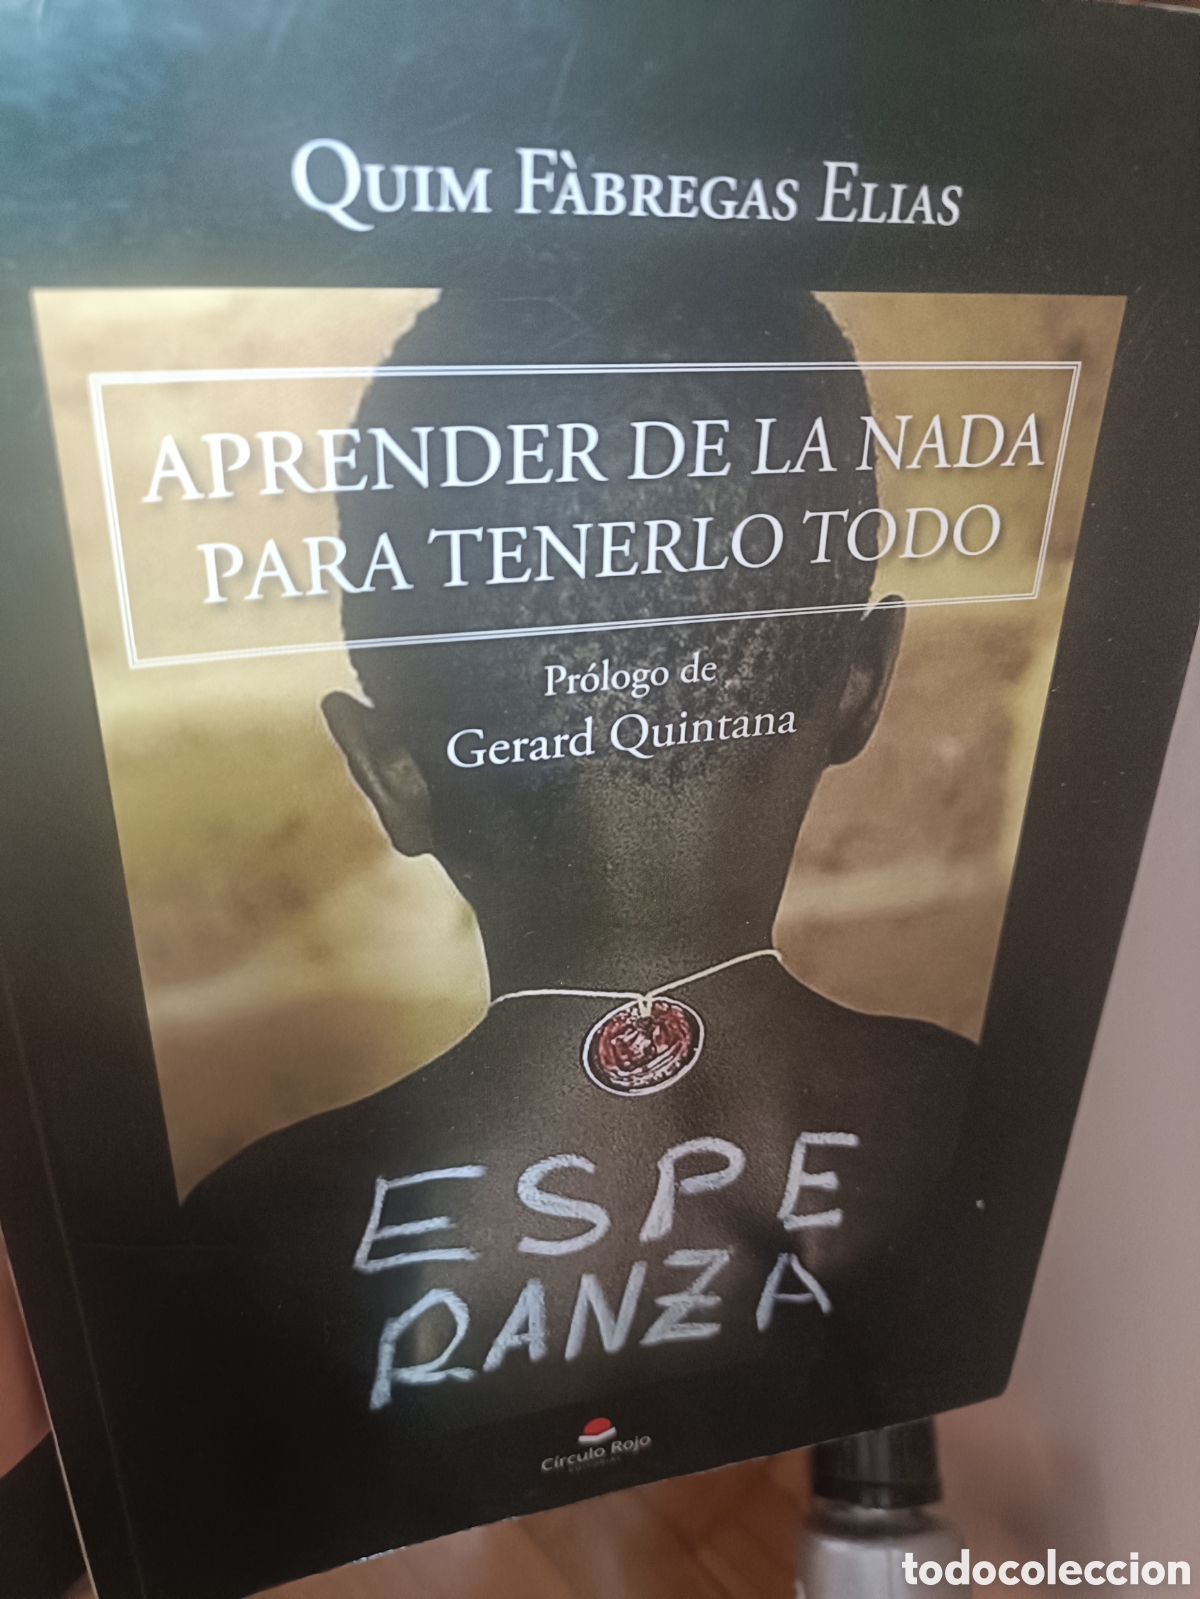 QUIM FÀBREGAS ELIAS
APRENDER DE LA NADA
PARA TENERLO TODO
Prólogo de
Gerard Quintana
ESPE
RANZA
Círculo Rojo
EDITORIAL
todocoleccion